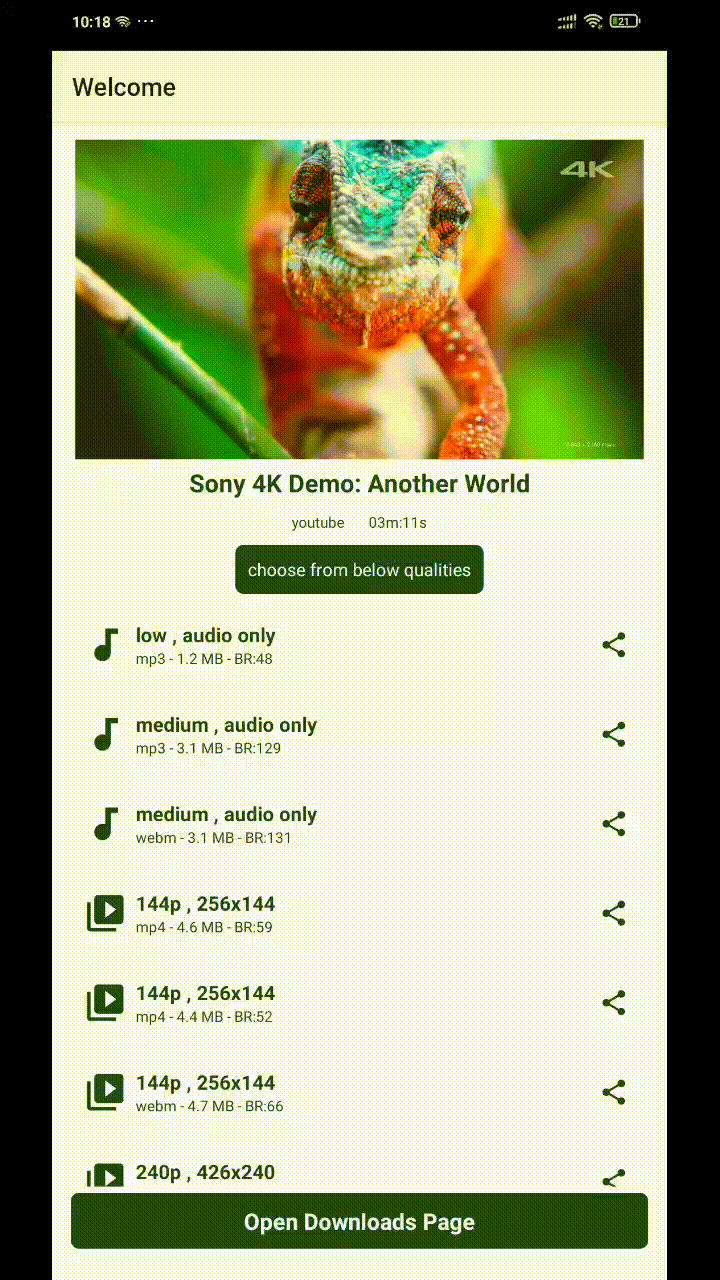 10:18
21
Welcome
4K
Sony 4K Demo: Another World
youtube 03m:11s
choose from below qualities
low , audio only
mp3 - 1.2 MB - BR:48
medium , audio only
mp3 - 3.1 MB - BR:129
medium , audio only
webm - 3.1 MB - BR:131
144p , 256x144
mp4 - 4.6 MB - BR:59
144p , 256x144
mp4 - 4.4 MB - BR:52
144p , 256x144
webm - 4.7 MB - BR:66
240p , 426x240
Open Downloads Page